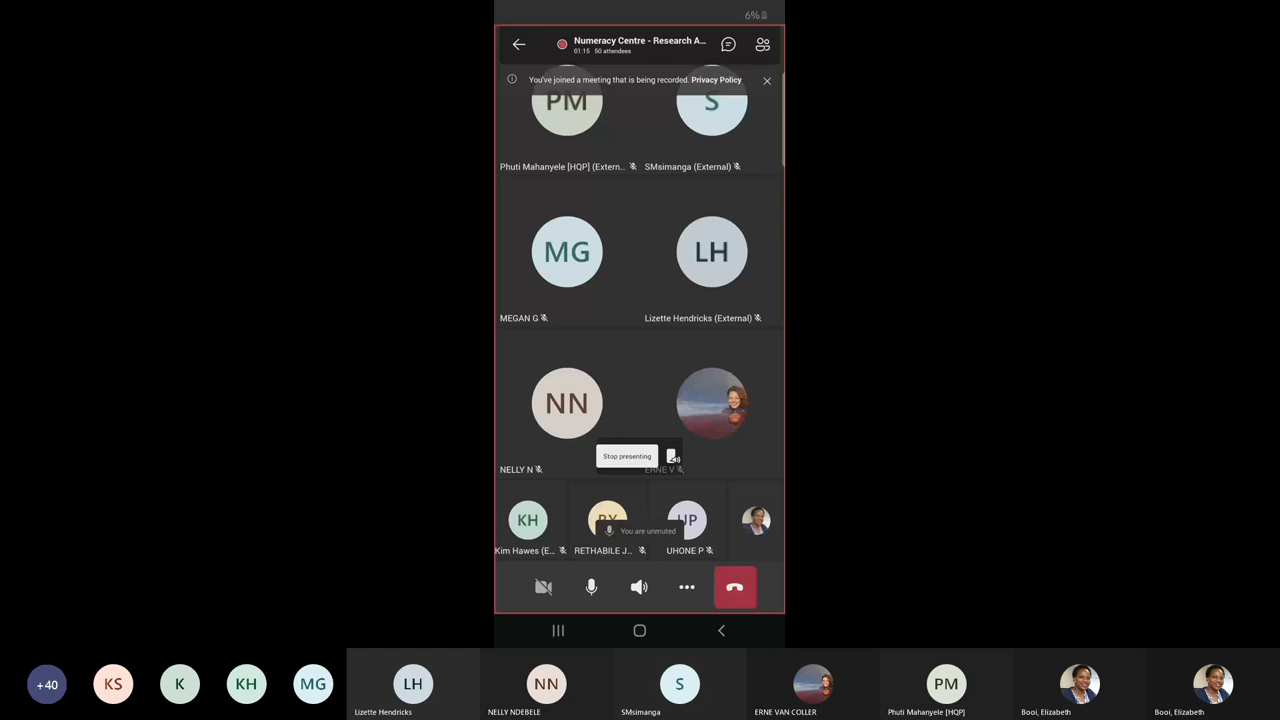 6%
Numeracy Centre - Research A...
01:15 50 attendees
You've joined a meeting that is being recorded. Privacy Policy
PM
S
Phuti Mahanyele [HQP] (Extern...
SMsimanga (External)
MG
LH
MEGAN G
Lizette Hendricks (External)
NN
Stop presenting
NELLY N
ERNE V
KH
UP
You are unmuted
Kim Hawes (E...
RETHABILE J...
UHONE P
+40
KS
K
KH
MG
LH
NN
S
PM
Lizette Hendricks
NELLY NDEBELE
SMsimanga
ERNE VAN COLLER
Phuti Mahanyele [HQP]
Booi, Elizabeth
Booi, Elizabeth